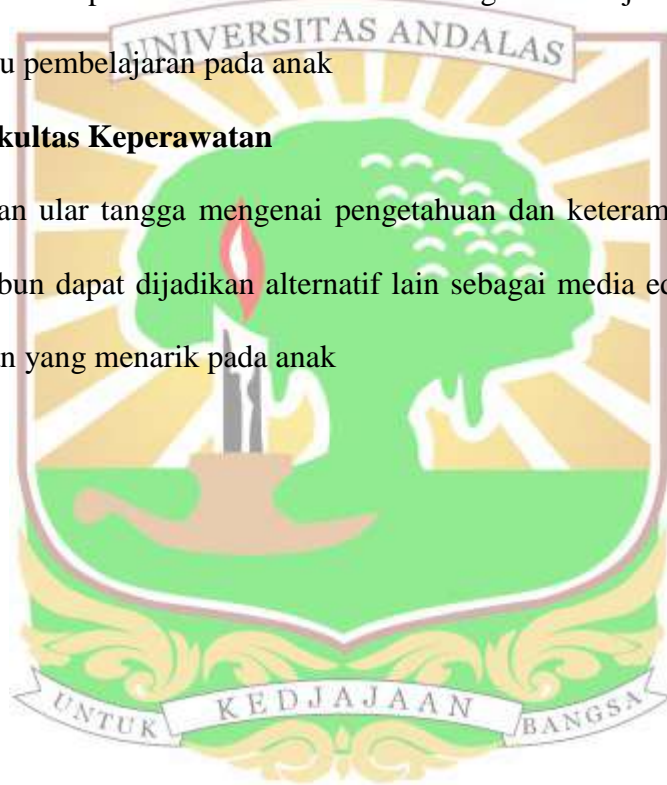 UNIVERSITAS ANDALAS
u pembelajaran pada anak
kultas Keperawatan
an ular tangga mengenai pengetahuan dan keteram
bun dapat dijadikan alternatif lain sebagai media ed
n yang menarik pada anak
UNTUK KEDJAJAAN BANGSA